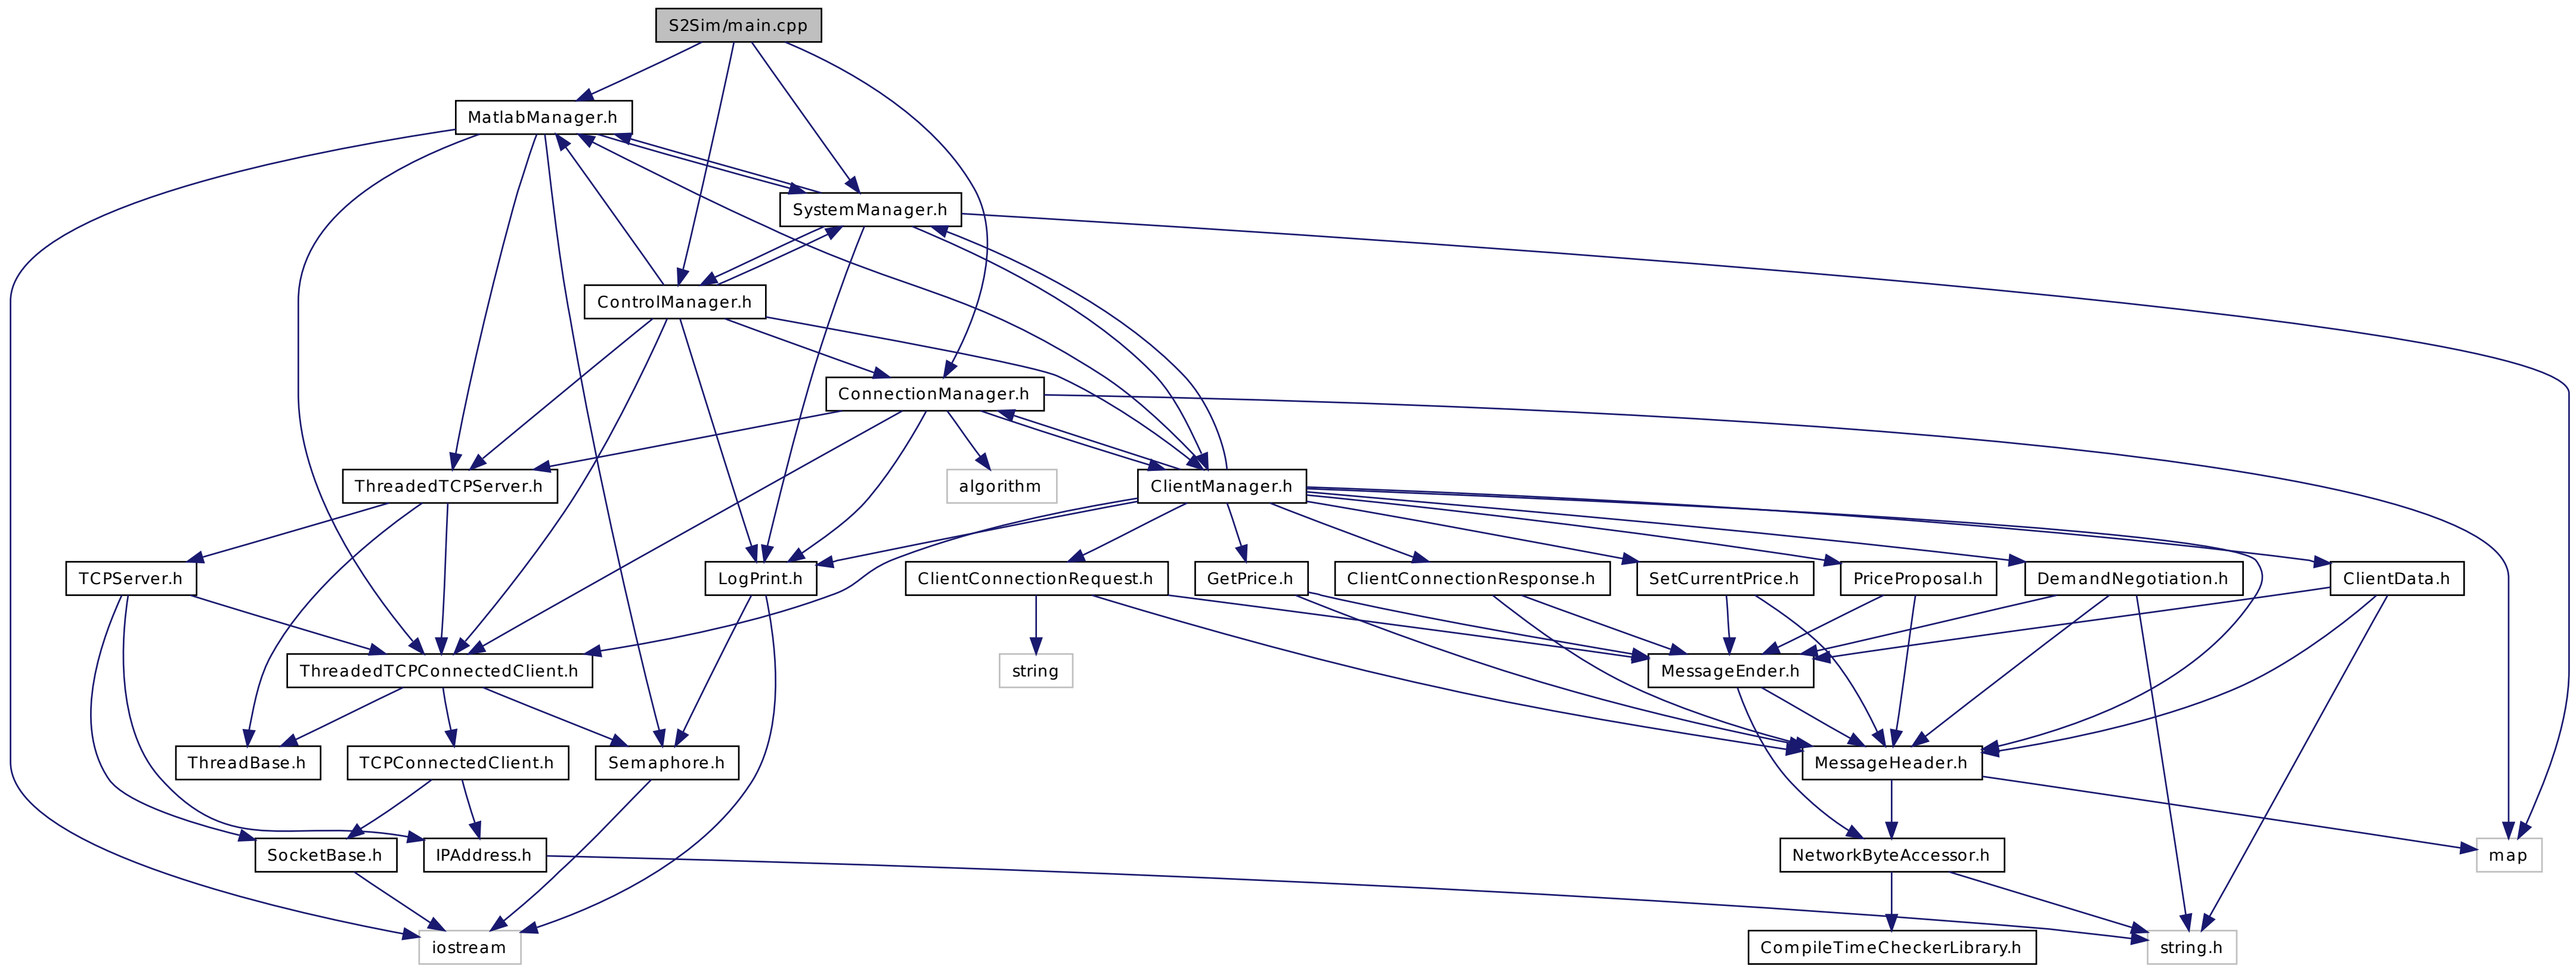 S2Sim/main.cpp
MatlabManager.h
SystemManager.h
ControlManager.h
ConnectionManager.h
ThreadedTCPServer.h
algorithm
ClientManager.h
TCPServer.h
LogPrint.h
ClientConnectionRequest.h
GetPrice.h
ClientConnectionResponse.h
SetCurrentPrice.h
PriceProposal.h
DemandNegotiation.h
ClientData.h
ThreadedTCPConnectedClient.h
string
MessageEnder.h
ThreadBase.h
TCPConnectedClient.h
Semaphore.h
MessageHeader.h
SocketBase.h
IPAddress.h
NetworkByteAccessor.h
map
iostream
CompileTimeCheckerLibrary.h
string.h